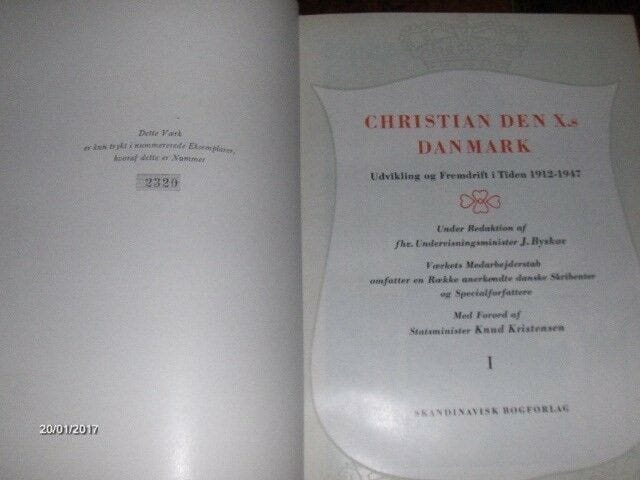 Dette Værk
er kun trykt i nummererede Eksemplarer,
hvoraf dette er Nummer
2320
CHRISTIAN DEN X.s
DANMARK
Udvikling og Fremdrift i Tiden 1912-1947
Under Redaktion af
fhv. Undervisningsminister J. Byskov
Værkets Medarbejderstab
omfatter en Række anerkendte danske Skribenter
og Specialforfattere
Med Forord af
Statsminister Knud Kristensen
I
SKANDINAVISK BOGFORLAG
20/01/2017